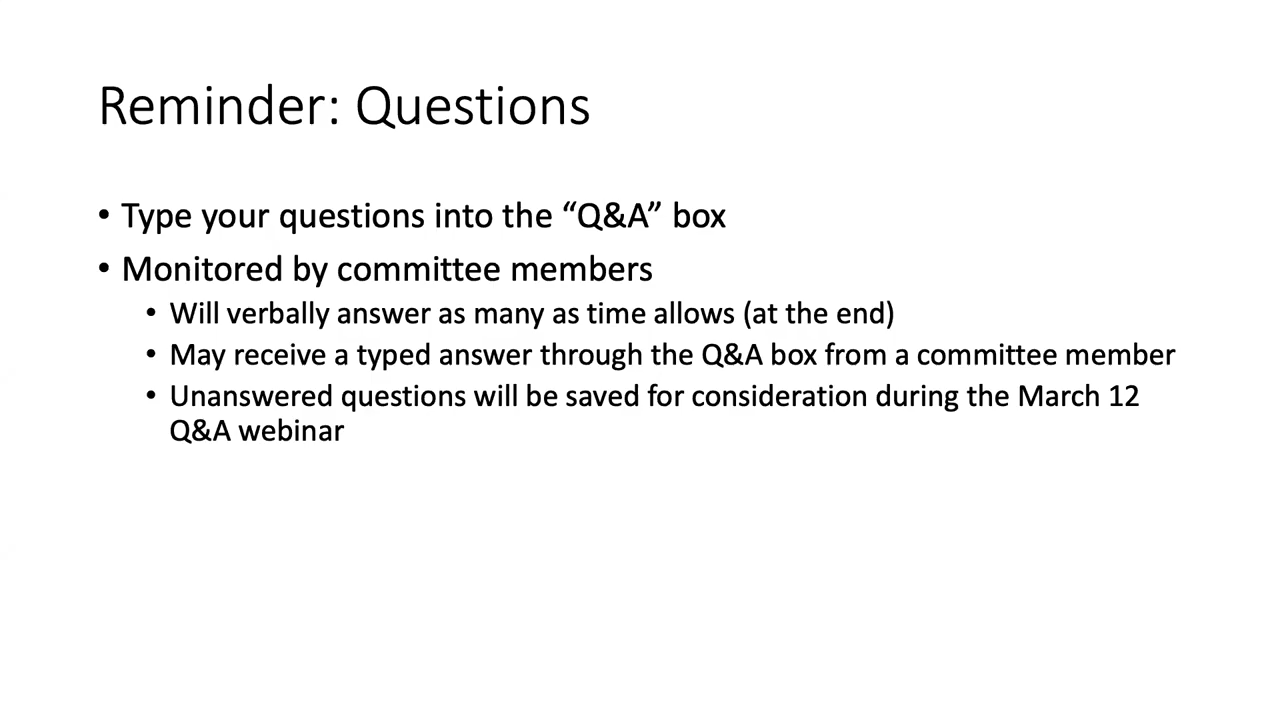 Reminder: Questions
• Type your questions into the “Q&A” box
• Monitored by committee members
• Will verbally answer as many as time allows (at the end)
• May receive a typed answer through the Q&A box from a committee member
• Unanswered questions will be saved for consideration during the March 12
Q&A webinar